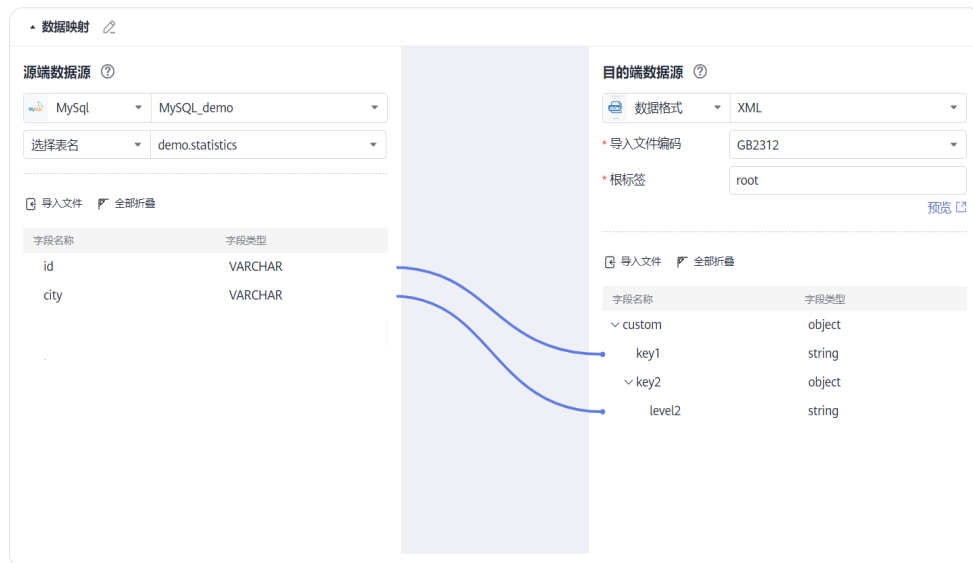 数据映射
源端数据源
MySql MySQL_demo
选择表名 demo.statistics
导入文件 全部折叠
字段名称 字段类型
id VARCHAR
city VARCHAR
目的端数据源
数据格式 XML
* 导入文件编码 GB2312
* 根标签 root
预览
导入文件 全部折叠
字段名称 字段类型
custom object
key1 string
key2 object
level2 string